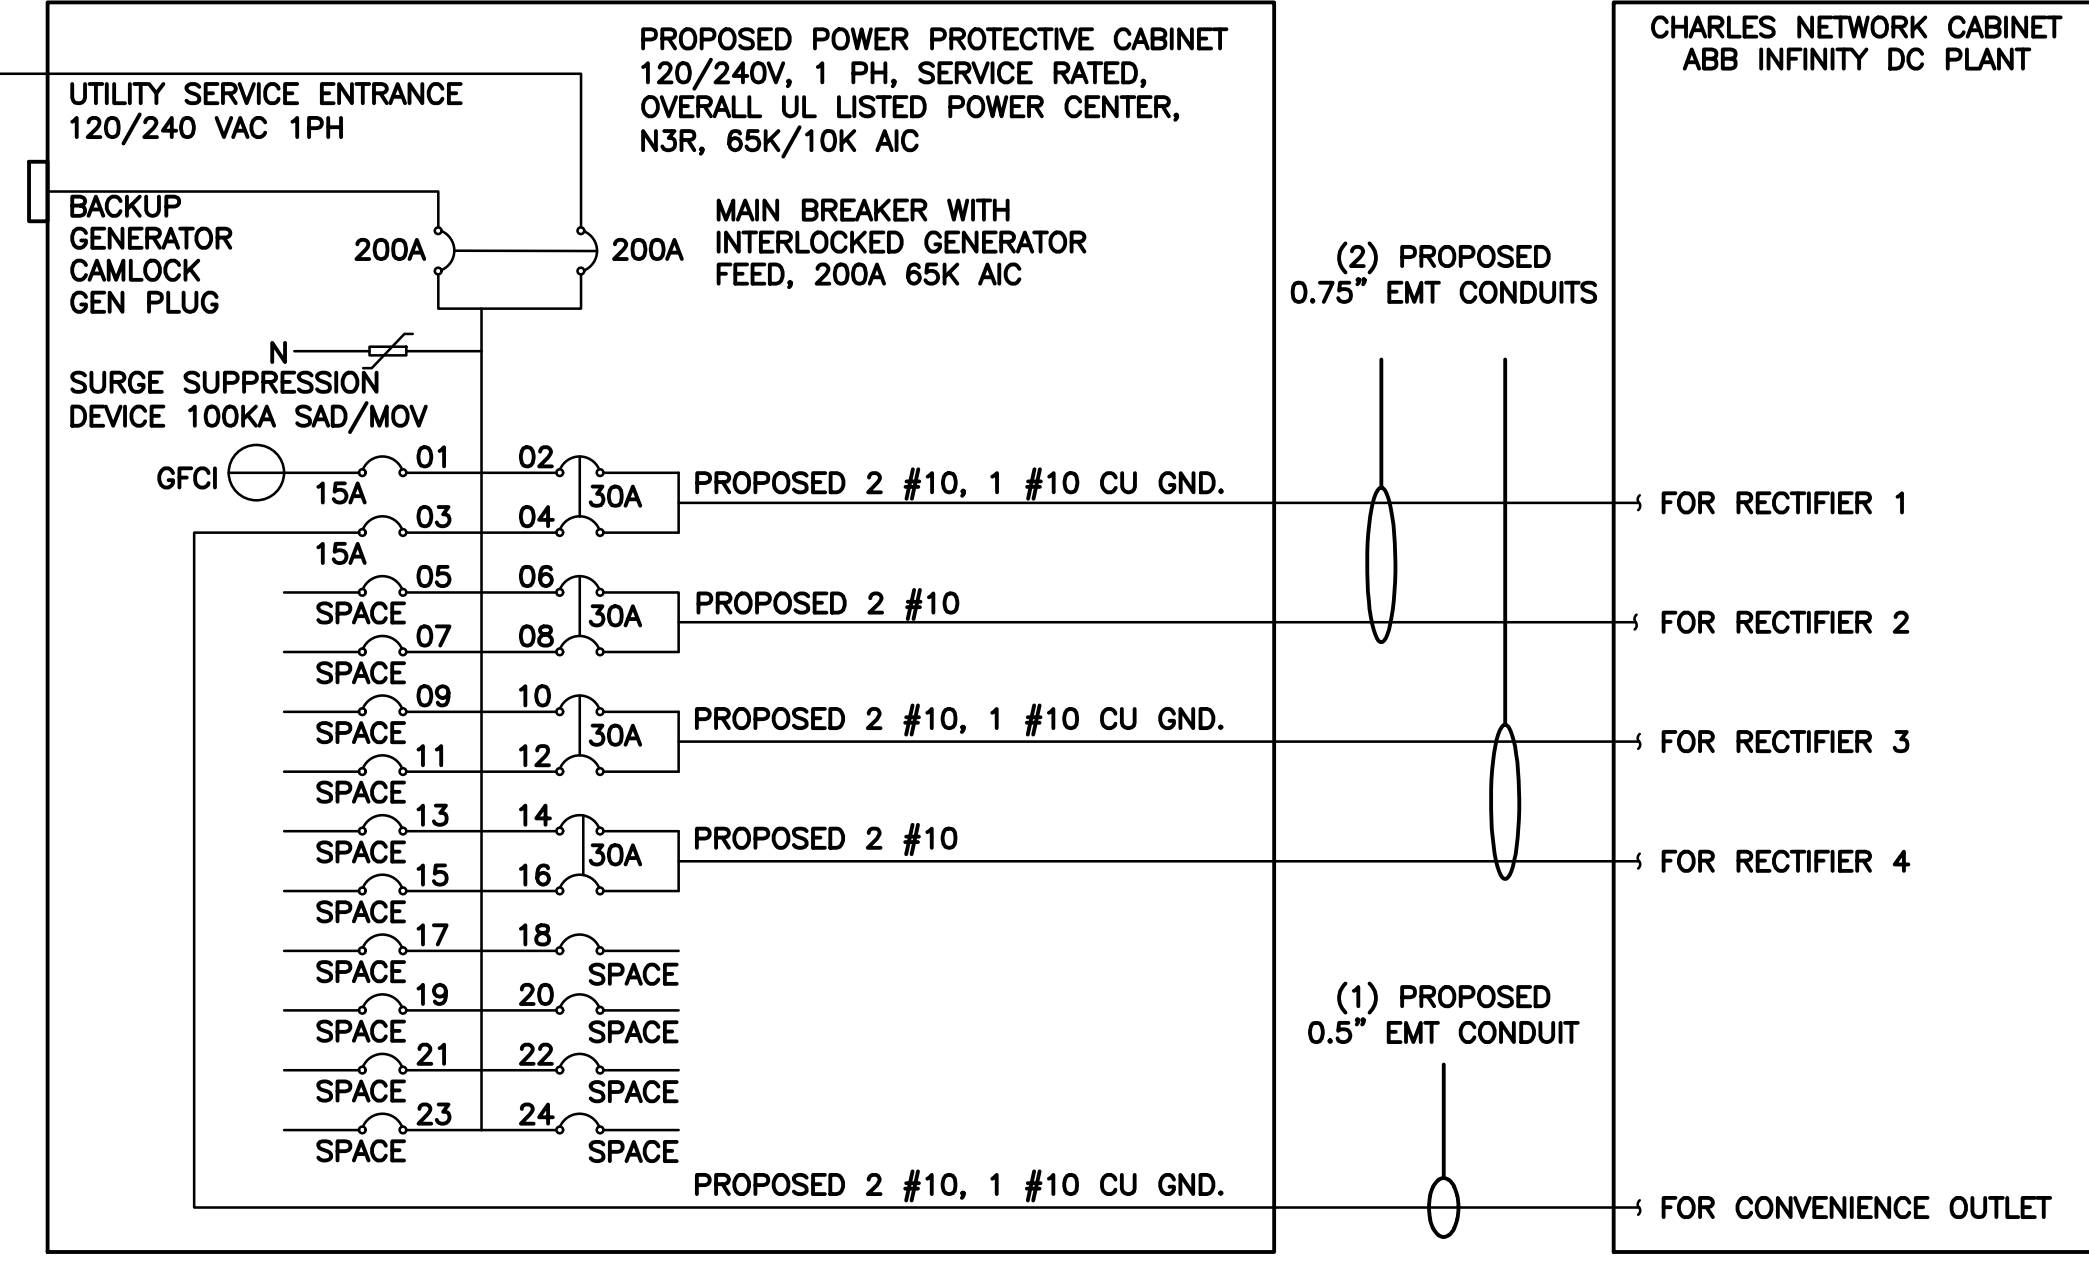 PROPOSED POWER PROTECTIVE CABINET
120/240V, 1 PH, SERVICE RATED,
OVERALL UL LISTED POWER CENTER,
N3R, 65K/10K AIC
CHARLES NETWORK CABINET
ABB INFINITY DC PLANT
UTILITY SERVICE ENTRANCE
120/240 VAC 1PH
BACKUP
GENERATOR
CAMLOCK
GEN PLUG
200A
200A
MAIN BREAKER WITH
INTERLOCKED GENERATOR
FEED, 200A 65K AIC
(2) PROPOSED
0.75" EMT CONDUITS
N
SURGE SUPPRESSION
DEVICE 100KA SAD/MOV
GFCI
01
02
15A
30A
PROPOSED 2 #10, 1 #10 CU GND.
FOR RECTIFIER 1
03
04
15A
05
06
SPACE
30A
PROPOSED 2 #10
FOR RECTIFIER 2
07
08
SPACE
09
10
SPACE
30A
PROPOSED 2 #10, 1 #10 CU GND.
FOR RECTIFIER 3
11
12
SPACE
13
14
SPACE
30A
PROPOSED 2 #10
FOR RECTIFIER 4
15
16
SPACE
17
18
SPACE
SPACE
19
20
SPACE
SPACE
21
22
SPACE
SPACE
23
24
SPACE
SPACE
(1) PROPOSED
0.5" EMT CONDUIT
PROPOSED 2 #10, 1 #10 CU GND.
FOR CONVENIENCE OUTLET